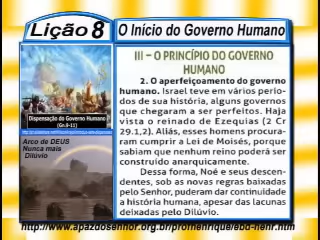 Lição 8
O Início do Governo Humano
III – O PRINCÍPIO DO GOVERNO
HUMANO
2. O aperfeiçoamento do governo
humano. Israel teve em vários perío-
dos de sua história, alguns governos
que chegaram a ser perfeitos. Haja
vista o reinado de Ezequias (2 Cr
29.1,2). Aliás, esses homens procura-
ram cumprir a Lei de Moisés, porque
sabiam que nenhum reino poderá ser
construído anarquicamente.
Dessa forma, Noé e seus descen-
dentes, sob as novas regras baixadas
pelo Senhor, puderam dar continuidade
a história humana, apesar das lacunas
deixadas pelo Dilúvio.
Dispensação do Governo Humano
(Gn.9-11)
Arco de DEUS
Nunca mais
Dilúvio
http://www.apazdosenhor.org.br/profhenrique/ebd-henr.htm